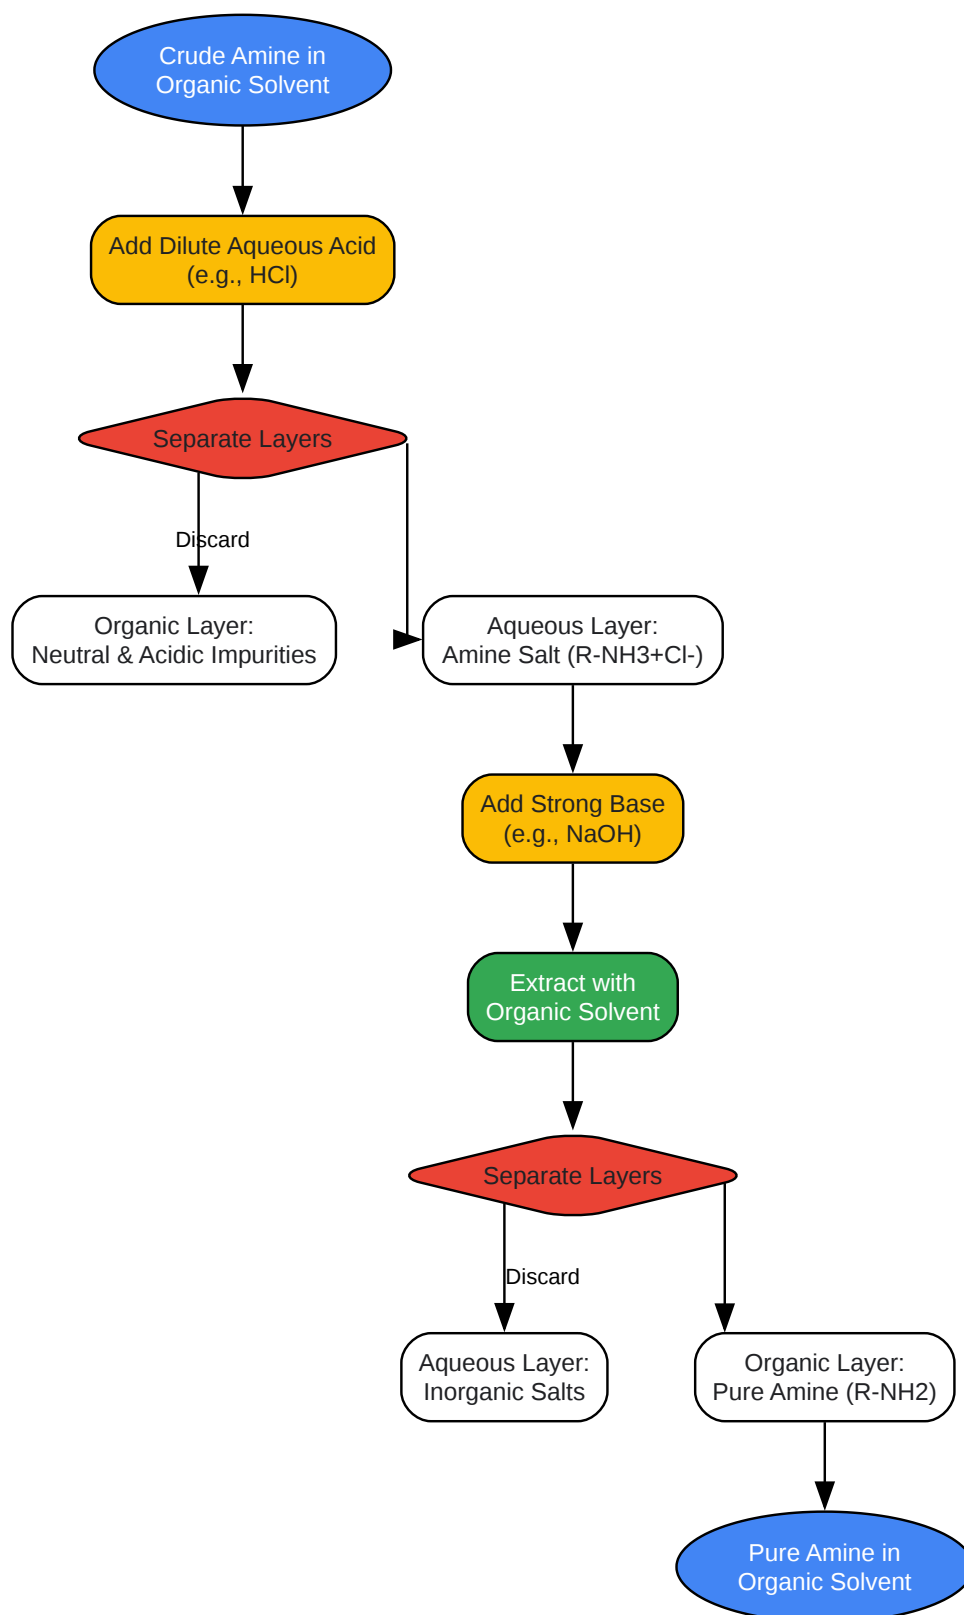 Crude Amine in
Organic Solvent
Add Dilute Aqueous Acid
(e.g., HCl)
Separate Layers
Discard
Organic Layer:
Neutral & Acidic Impurities
Aqueous Layer:
Amine Salt (R-NH3+Cl-)
Add Strong Base
(e.g., NaOH)
Extract with
Organic Solvent
Separate Layers
Discard
Aqueous Layer:
Inorganic Salts
Organic Layer:
Pure Amine (R-NH2)
Pure Amine in
Organic Solvent